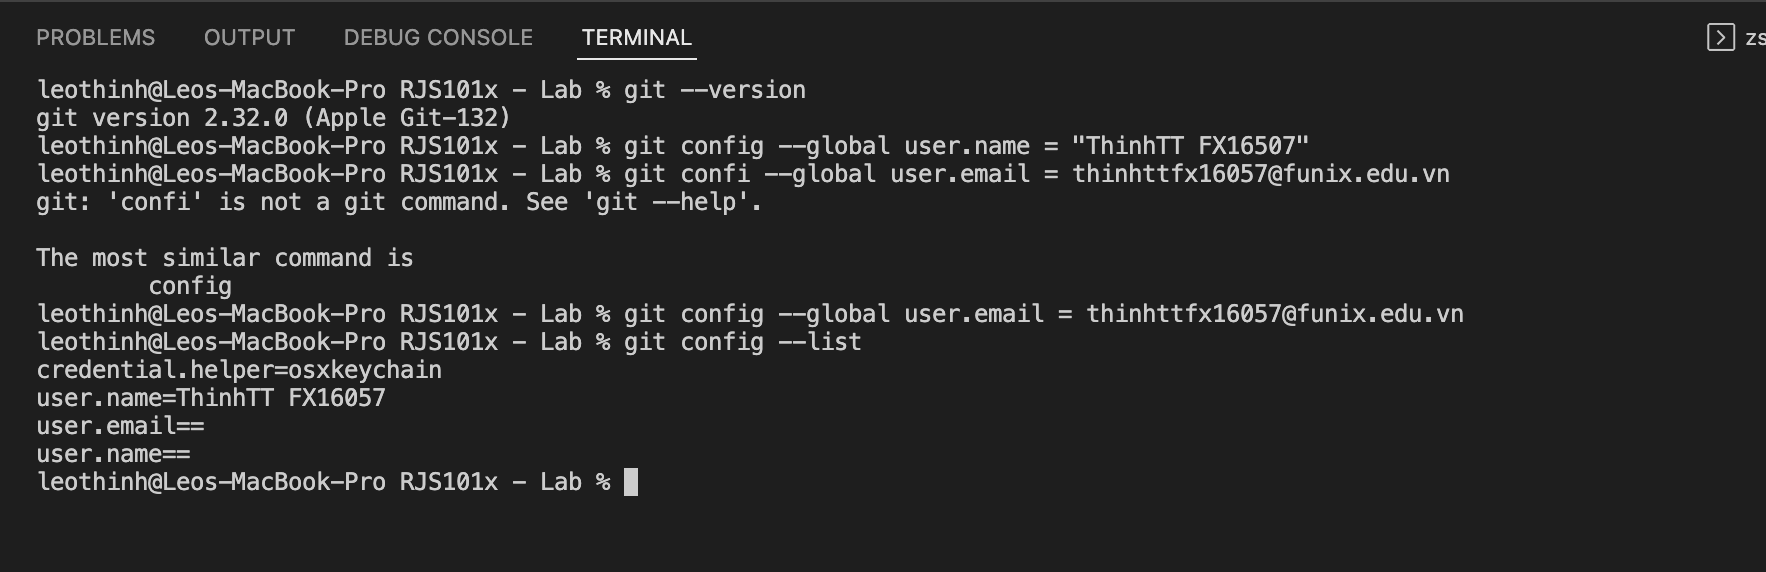 PROBLEMS OUTPUT DEBUG CONSOLE TERMINAL
leothinh@Leos-MacBook-Pro RJS101x - Lab % git --version
git version 2.32.0 (Apple Git-132)
leothinh@Leos-MacBook-Pro RJS101x - Lab % git config --global user.name = "ThinhTT FX16507"
leothinh@Leos-MacBook-Pro RJS101x - Lab % git confi --global user.email = thinhttfx16057@funix.edu.vn
git: 'confi' is not a git command. See 'git --help'.
The most similar command is
config
leothinh@Leos-MacBook-Pro RJS101x - Lab % git config --global user.email = thinhttfx16057@funix.edu.vn
leothinh@Leos-MacBook-Pro RJS101x - Lab % git config --list
credential.helper=osxkeychain
user.name=ThinhTT FX16057
user.email==
user.name==
leothinh@Leos-MacBook-Pro RJS101x - Lab %